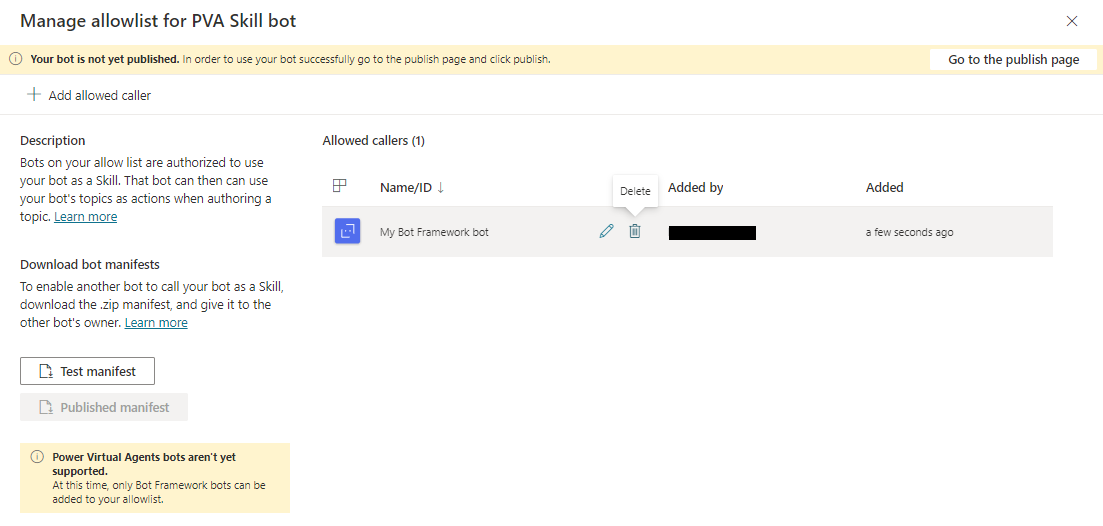 Manage allowlist for PVA Skill bot
Your bot is not yet published. In order to use your bot successfully go to the publish page and click publish.
Go to the publish page
Add allowed caller
Description
Bots on your allow list are authorized to use
your bot as a Skill. That bot can then can use
your bot's topics as actions when authoring a
topic. Learn more
Download bot manifests
To enable another bot to call your bot as a Skill,
download the .zip manifest, and give it to the
other bot's owner. Learn more
Test manifest
Published manifest
Power Virtual Agents bots aren't yet
supported.
At this time, only Bot Framework bots can be
added to your allowlist.
Allowed callers (1)
Name/ID ↓
Delete
Added by
Added
My Bot Framework bot
a few seconds ago